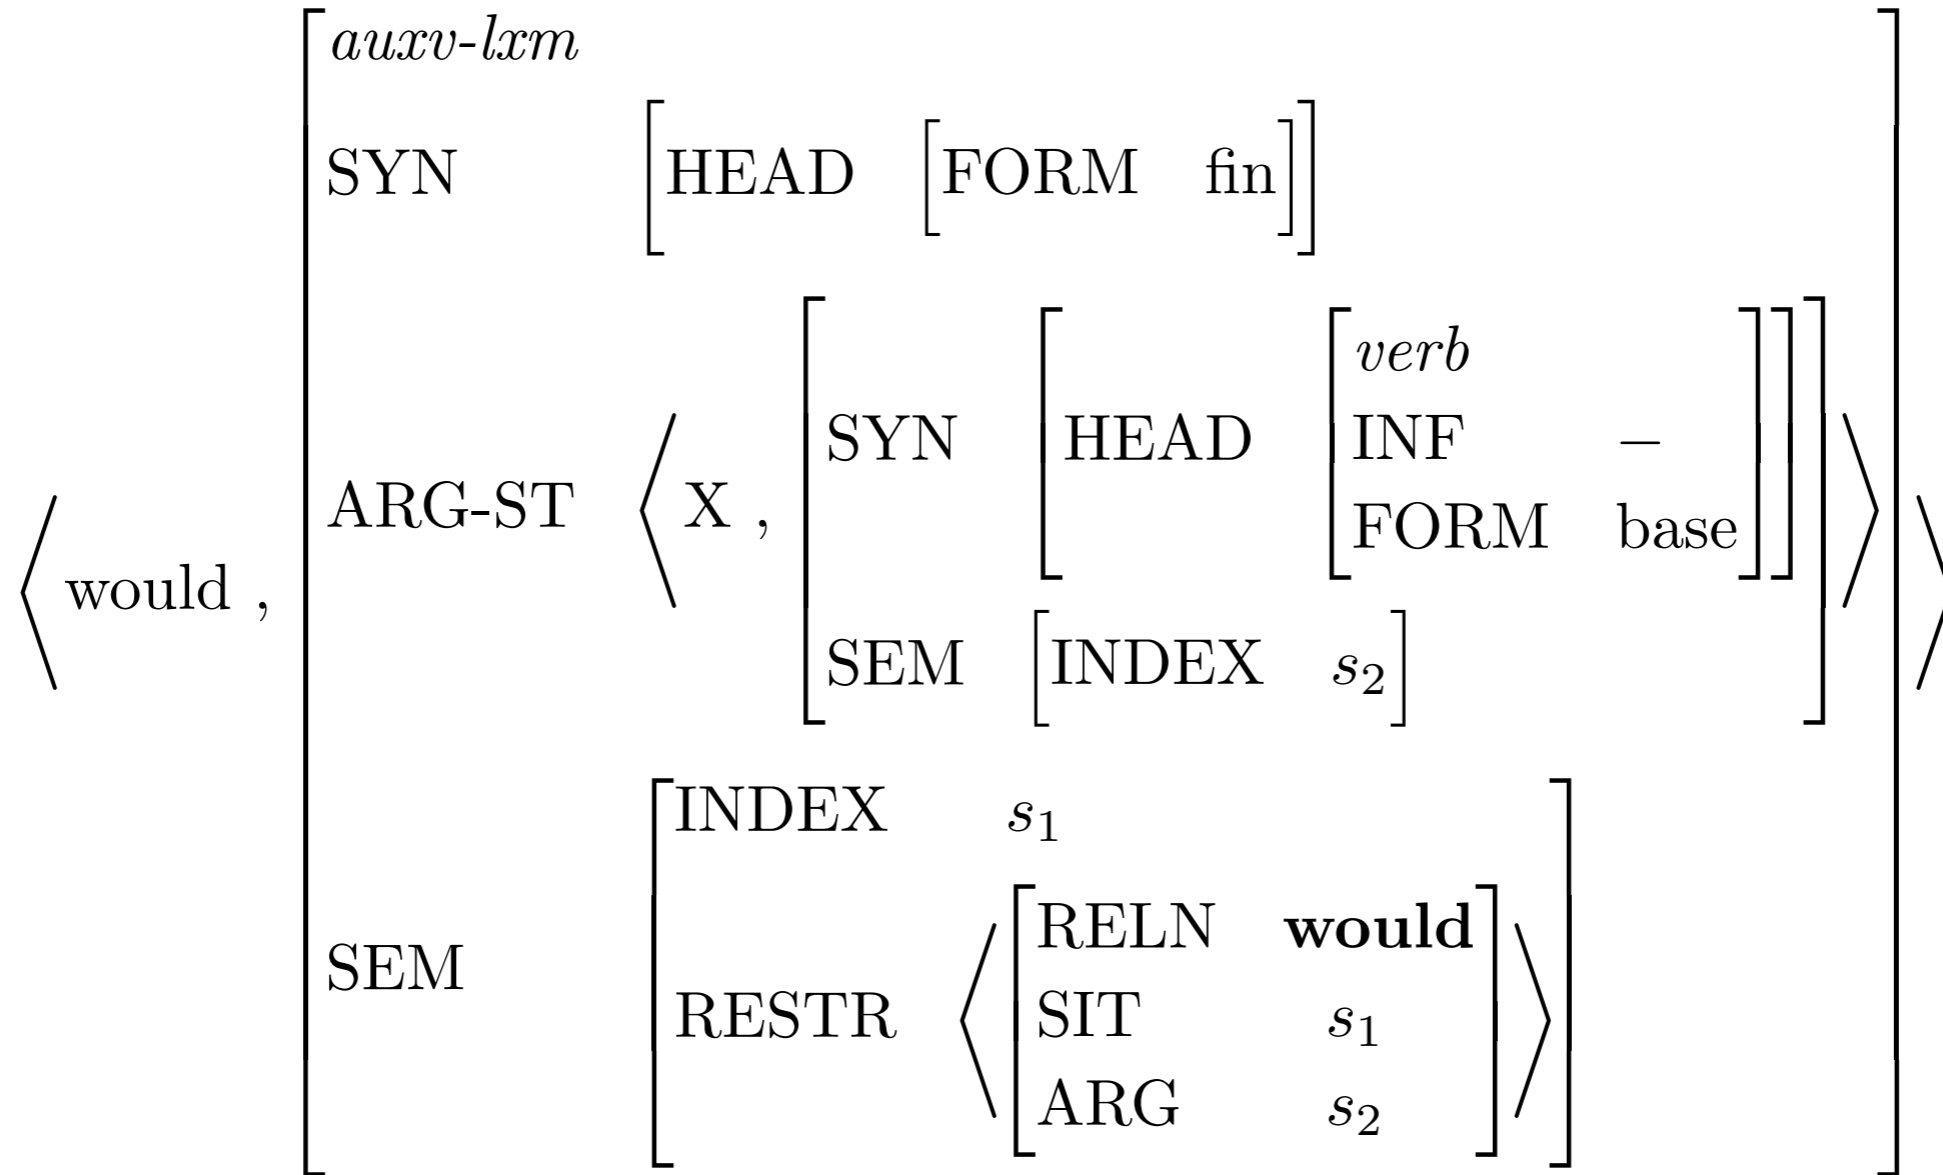 auxv-lxm
SYN [HEAD [FORM fin]]
verb
SYN [HEAD INF −
ARG-ST ⟨ X , FORM base
⟨ would ,
SEM [INDEX s₂]
INDEX s₁
RELN would
SEM
RESTR ⟨ SIT s₁
ARG s₂